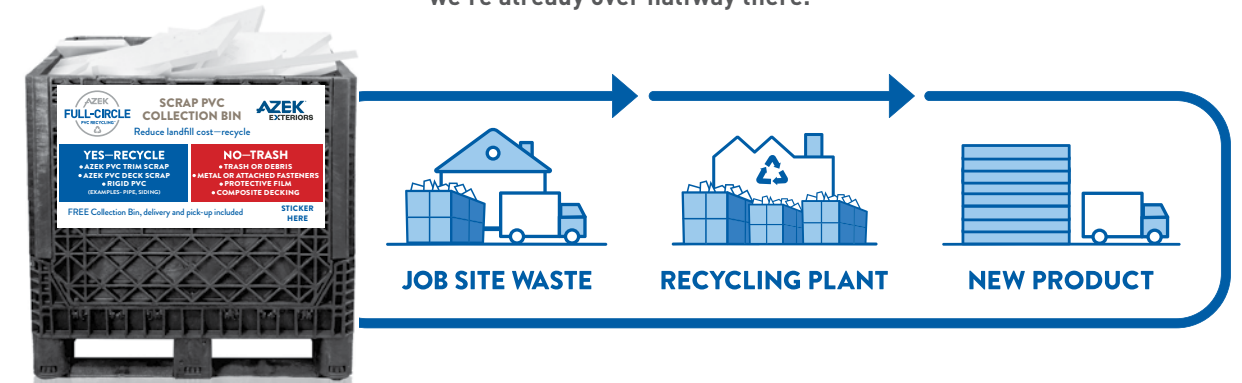 we're already over halfway there.
AZEK
FULL-CIRCLE
PVC RECYCLING
SCRAP PVC
COLLECTION BIN
AZEK
EXTERIORS
Reduce landfill cost—recycle
YES—RECYCLE
• AZEK PVC TRIM SCRAP
• AZEK PVC DECK SCRAP
• RIGID PVC
(EXAMPLES- PIPE, SIDING)
NO—TRASH
• TRASH OR DEBRIS
• METAL OR ATTACHED FASTENERS
• PROTECTIVE FILM
• COMPOSITE DECKING
FREE Collection Bin, delivery and pick-up included
STICKER
HERE
JOB SITE WASTE
RECYCLING PLANT
NEW PRODUCT